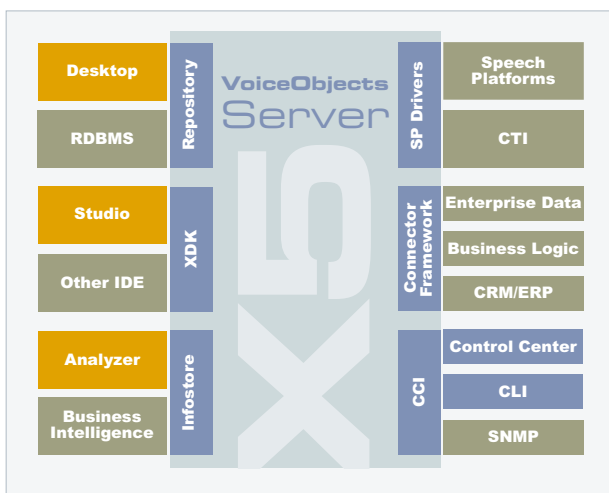 Desktop
RDBMS
Repository
VoiceObjects
Server
SP Drivers
Speech
Platforms
CTI
Studio
Other IDE
XDK
X5
Connector
Framework
Enterprise Data
Business Logic
CRM/ERP
Analyzer
Business
Intelligence
Infostore
CCI
Control Center
CLI
SNMP